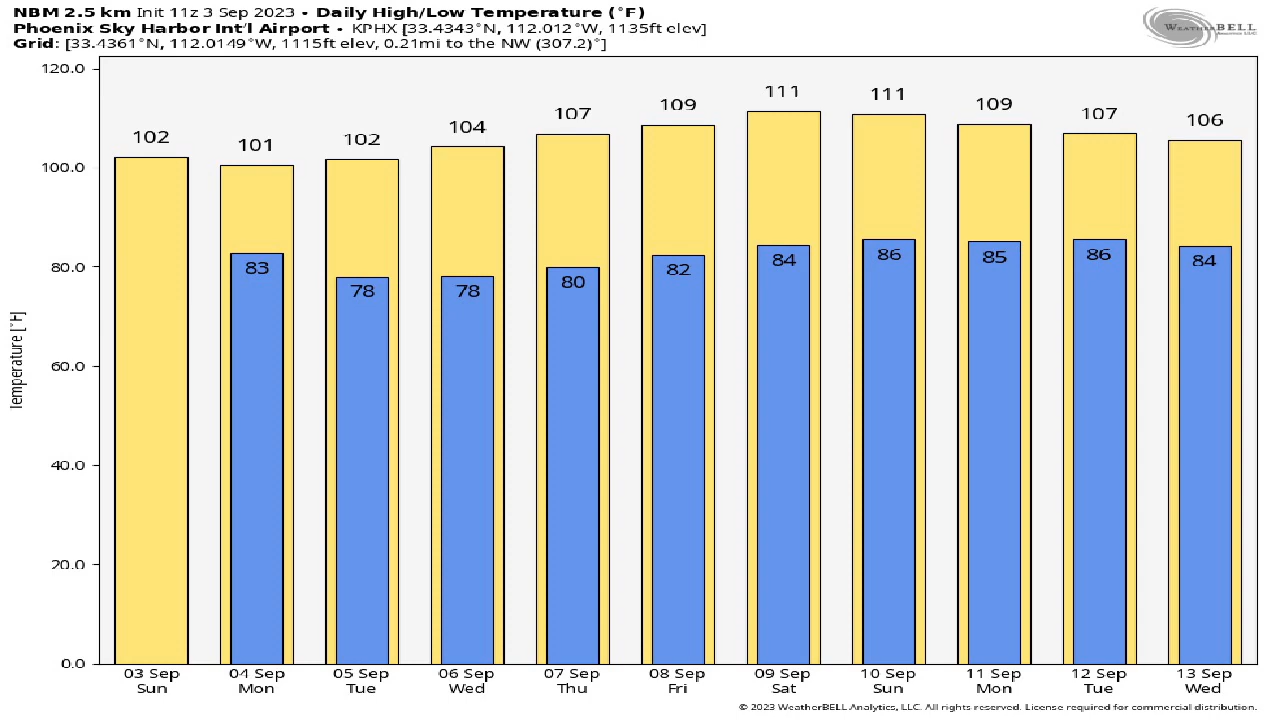 NBM 2.5 km Init 11z 3 Sep 2023 • Daily High/Low Temperature (°F)
Phoenix Sky Harbor Int'l Airport • KPHX [33.4343°N, 112.012°W, 1135ft elev]
Grid: [33.4361°N, 112.0149°W, 1115ft elev, 0.21mi to the NW (307.2)°]
WEATHERBELL
120.0
100.0
80.0
60.0
40.0
20.0
0.0
Temperature [°F]
102 101 102 104 107 109 111 111 109 107 106
83 78 78 80 82 84 86 85 86 84
03 Sep 04 Sep 05 Sep 06 Sep 07 Sep 08 Sep 09 Sep 10 Sep 11 Sep 12 Sep 13 Sep
Sun Mon Tue Wed Thu Fri Sat Sun Mon Tue Wed
© 2023 WeatherBELL Analytics, LLC. All rights reserved. License required for commercial distribution.